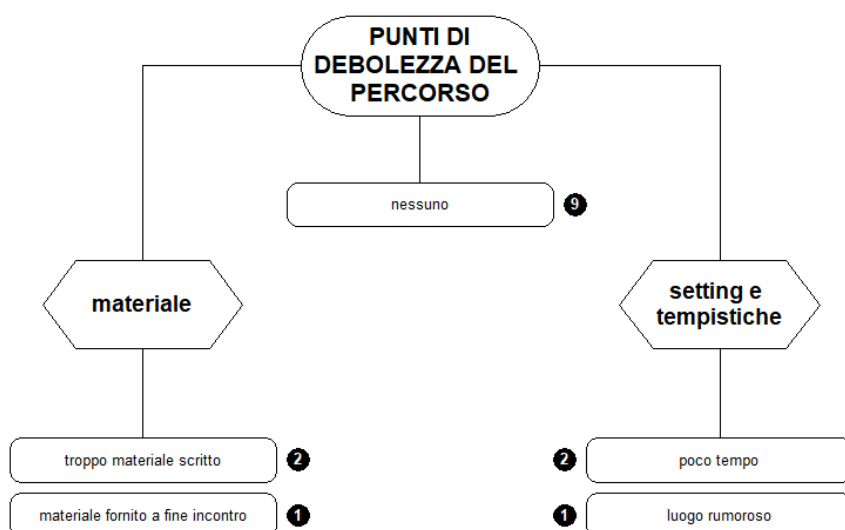 PUNTI DI
DEBOLEZZA DEL
PERCORSO
nessuno 9
materiale
setting e
tempistiche
troppo materiale scritto 2
2 poco tempo
materiale fornito a fine incontro 1
1 luogo rumoroso